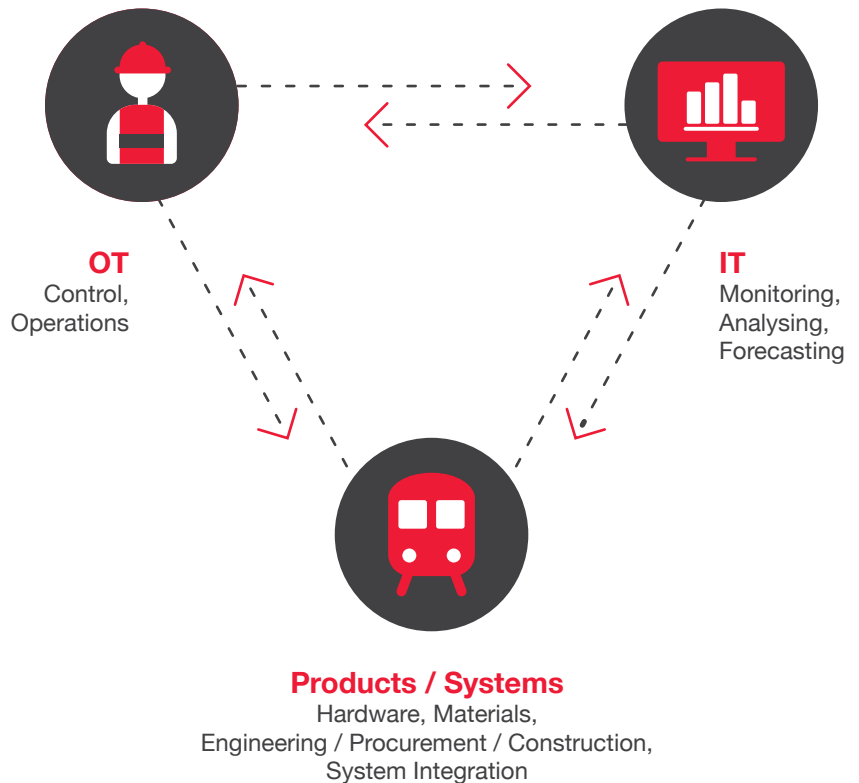 OT
Control,
Operations
IT
Monitoring,
Analysing,
Forecasting
Products / Systems
Hardware, Materials,
Engineering / Procurement / Construction,
System Integration